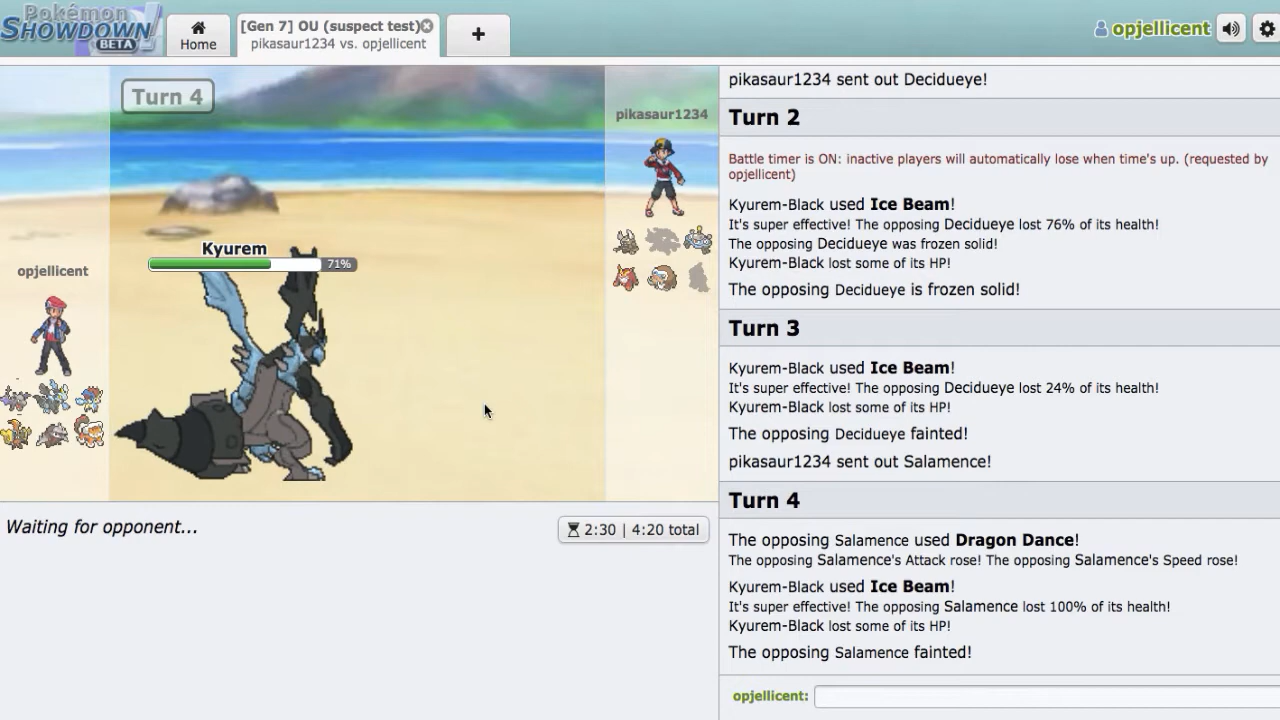 Pokémon
SHOWDOWN!
BETA
Home
[Gen 7] OU (suspect test)
pikasaur1234 vs. opjellicent
+
opjellicent
Turn 4
pikasaur1234
Kyurem
71%
opjellicent
Waiting for opponent...
2:30 | 4:20 total
pikasaur1234 sent out Decidueye!
Turn 2
Battle timer is ON: inactive players will automatically lose when time's up. (requested by
opjellicent)
Kyurem-Black used Ice Beam!
It's super effective! The opposing Decidueye lost 76% of its health!
The opposing Decidueye was frozen solid!
Kyurem-Black lost some of its HP!
The opposing Decidueye is frozen solid!
Turn 3
Kyurem-Black used Ice Beam!
It's super effective! The opposing Decidueye lost 24% of its health!
Kyurem-Black lost some of its HP!
The opposing Decidueye fainted!
pikasaur1234 sent out Salamence!
Turn 4
The opposing Salamence used Dragon Dance!
The opposing Salamence's Attack rose! The opposing Salamence's Speed rose!
Kyurem-Black used Ice Beam!
It's super effective! The opposing Salamence lost 100% of its health!
Kyurem-Black lost some of its HP!
The opposing Salamence fainted!
opjellicent: